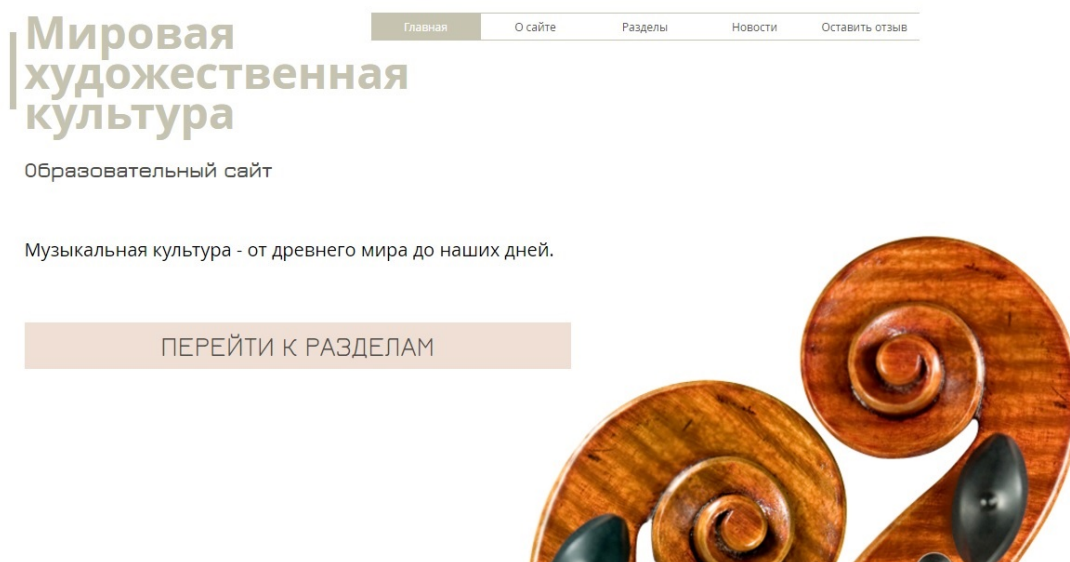 Мировая
художественная
культура
Главная
О сайте
Разделы
Новости
Оставить отзыв
Образовательный сайт
Музыкальная культура - от древнего мира до наших дней.
ПЕРЕЙТИ К РАЗДЕЛАМ